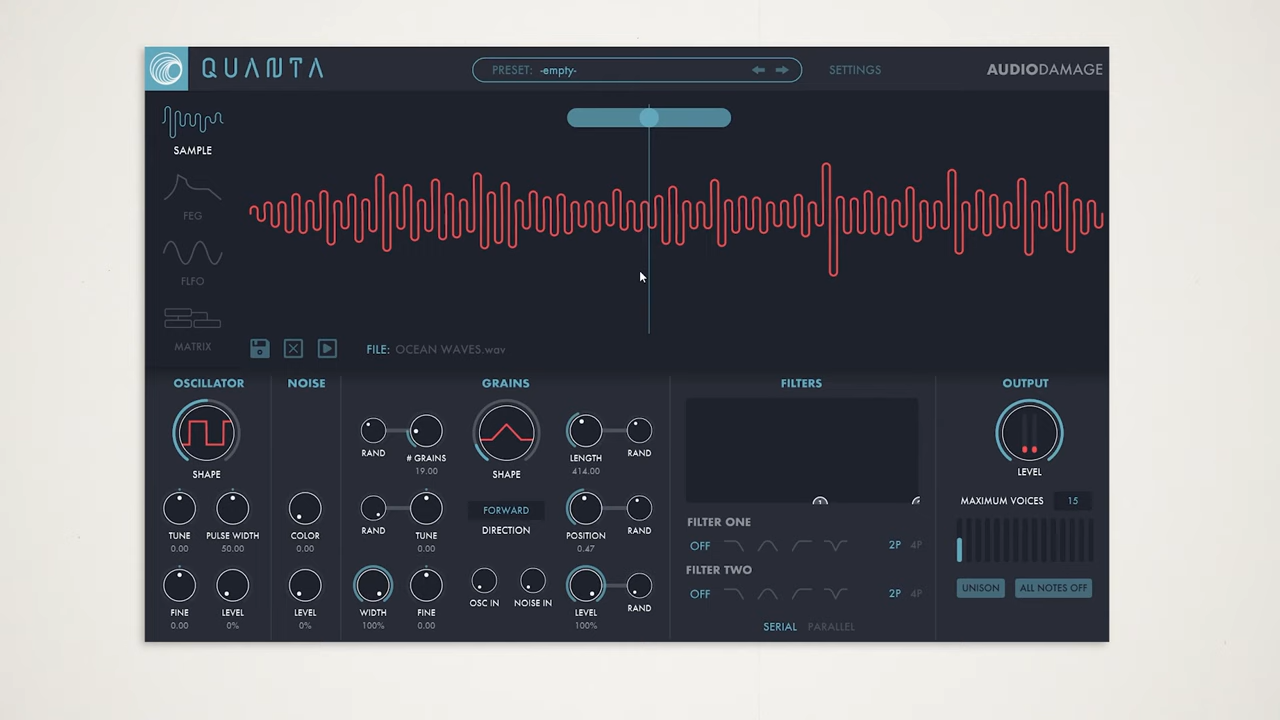 QUANTA
PRESET: -empty-
SETTINGS
AUDIODAMAGE
SAMPLE
FEG
FLFO
MATRIX
FILE: OCEAN WAVES.wav
OSCILLATOR
NOISE
GRAINS
FILTERS
OUTPUT
RAND
# GRAINS
19.00
SHAPE
LENGTH
414.00
RAND
SHAPE
LEVEL
MAXIMUM VOICES 15
TUNE
0.00
PULSE WIDTH
50.00
COLOR
0.00
RAND
TUNE
0.00
FORWARD
DIRECTION
POSITION
0.47
RAND
FILTER ONE
OFF 2P 4P
FILTER TWO
OFF 2P 4P
SERIAL PARALLEL
UNISON
ALL NOTES OFF
FINE
0.00
LEVEL
0%
LEVEL
0%
WIDTH
100%
FINE
0.00
OSC IN
NOISE IN
LEVEL
100%
RAND